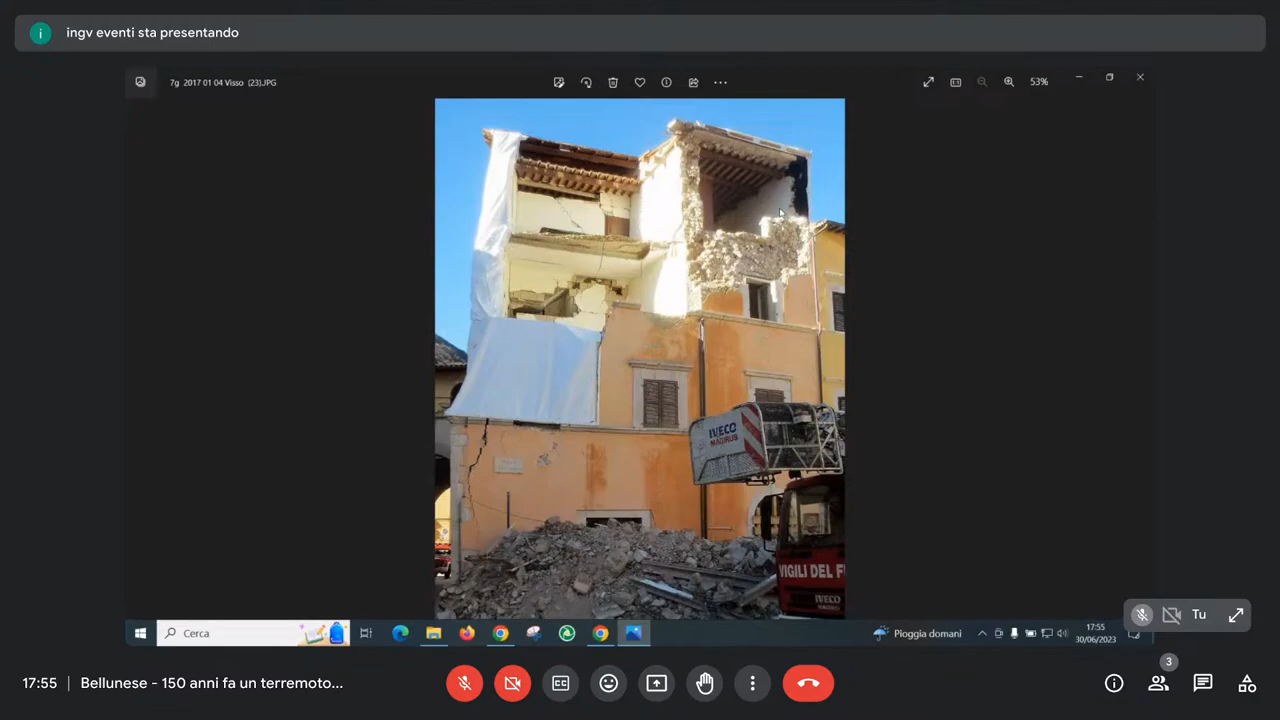 i
ingv eventi sta presentando
7g 2017 01 04 Visso (23).JPG
53%
IVECO
MAGIRUS
VIGILI DEL F
IVECO
Tu
Cerca
Pioggia domani
17:55
30/06/2023
3
17:55 | Bellunese - 150 anni fa un terremoto...
CC